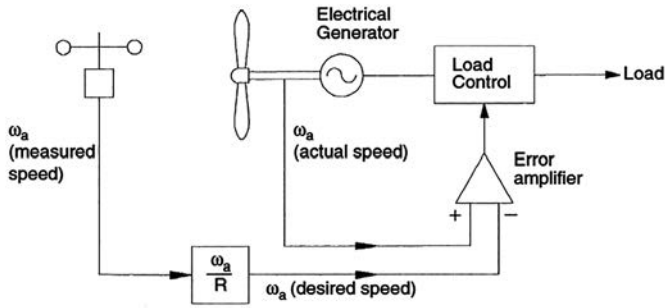 Electrical
Generator
Load
Control
Load
ωa
(measured
speed)
ωa
(actual speed)
Error
amplifier
+ −
ωa
R
ωa (desired speed)